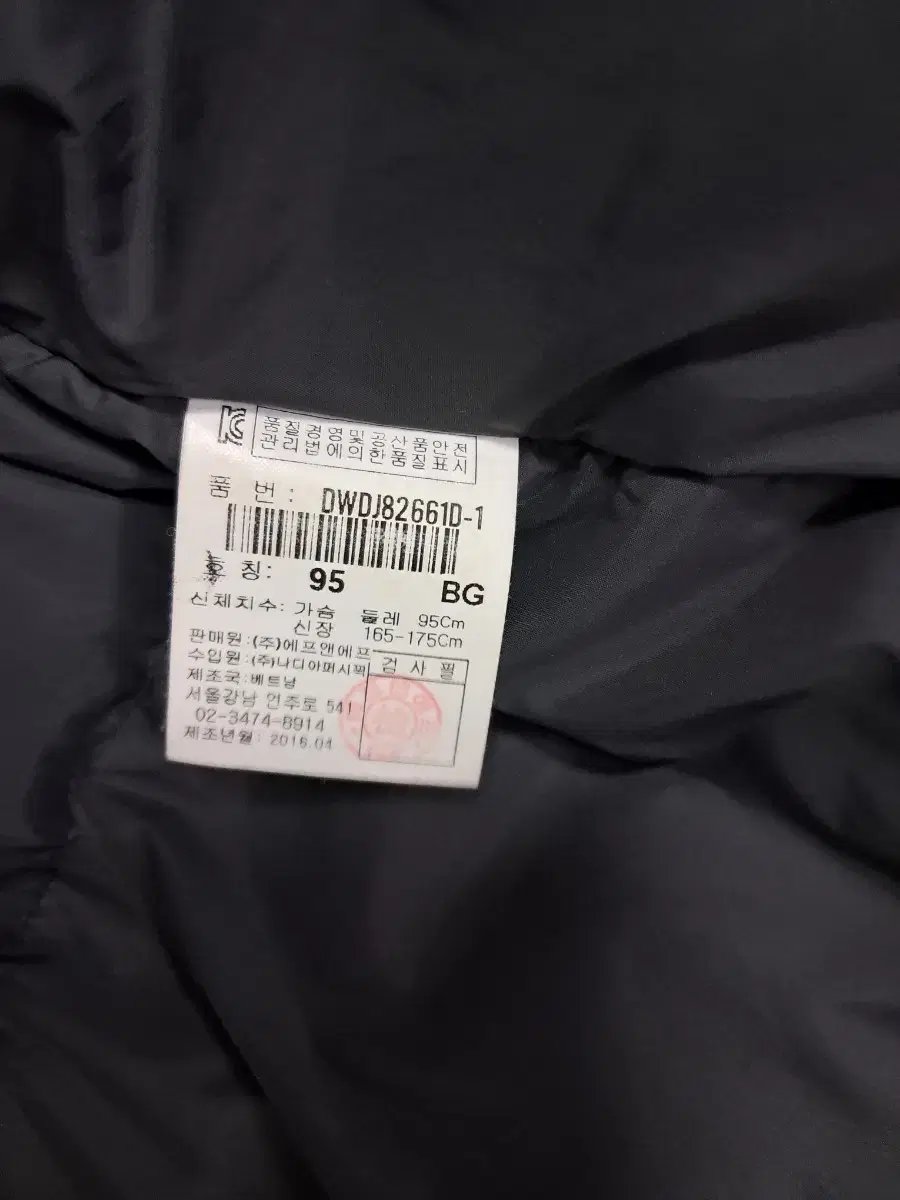 품질경영및공산품안전
관리법에의한품질표시
품 번 : DWDJ82661D-1
호 칭: 95 BG
신체치수: 가슴 둘레 95Cm
신장 165-175Cm
판매원:(주)에프앤에프
수입원:(주)나디아퍼시픽
검 사 필
제조국:베트남
서울강남 언주로 541
02-3474-8914
제조년월: 2016.04